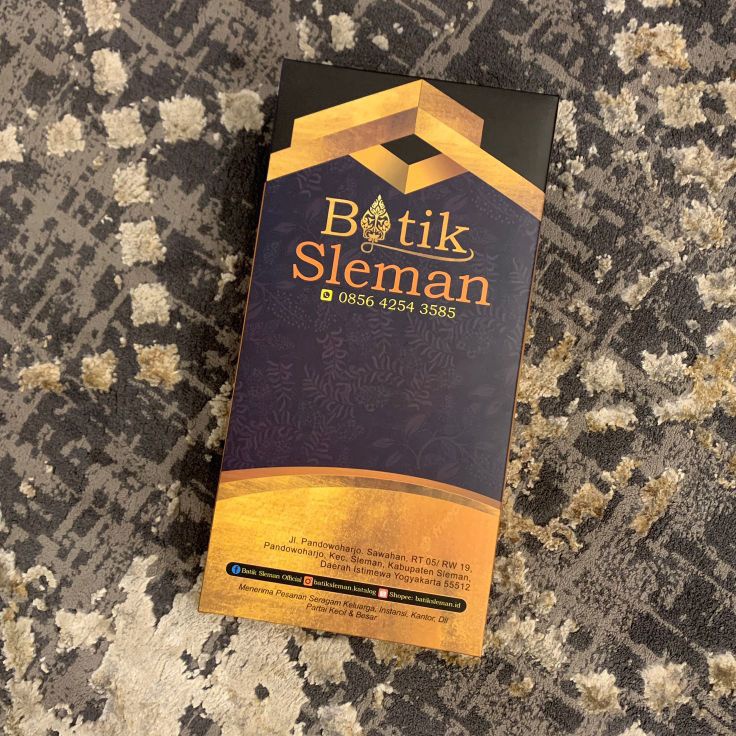 Batik
Sleman
0856 4254 3585
Jl. Pandowoharjo, Sawahan, RT 05/ RW 19,
Pandowoharjo, Kec. Sleman, Kabupaten Sleman,
Daerah Istimewa Yogyakarta 55512
Batik Sleman Official batiksleman.katalog Shopee: batiksleman.id
Menerima Pesanan Seragam Keluarga, Instansi, Kantor, Dll
Partai Kecil & Besar